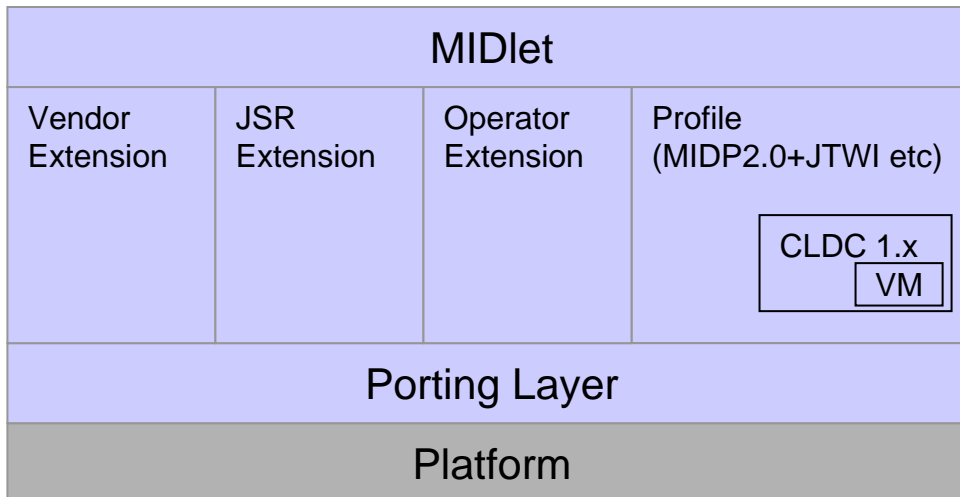 MIDlet
Vendor
Extension
JSR
Extension
Operator
Extension
Profile
(MIDP2.0+JTWI etc)
CLDC 1.x
VM
Porting Layer
Platform